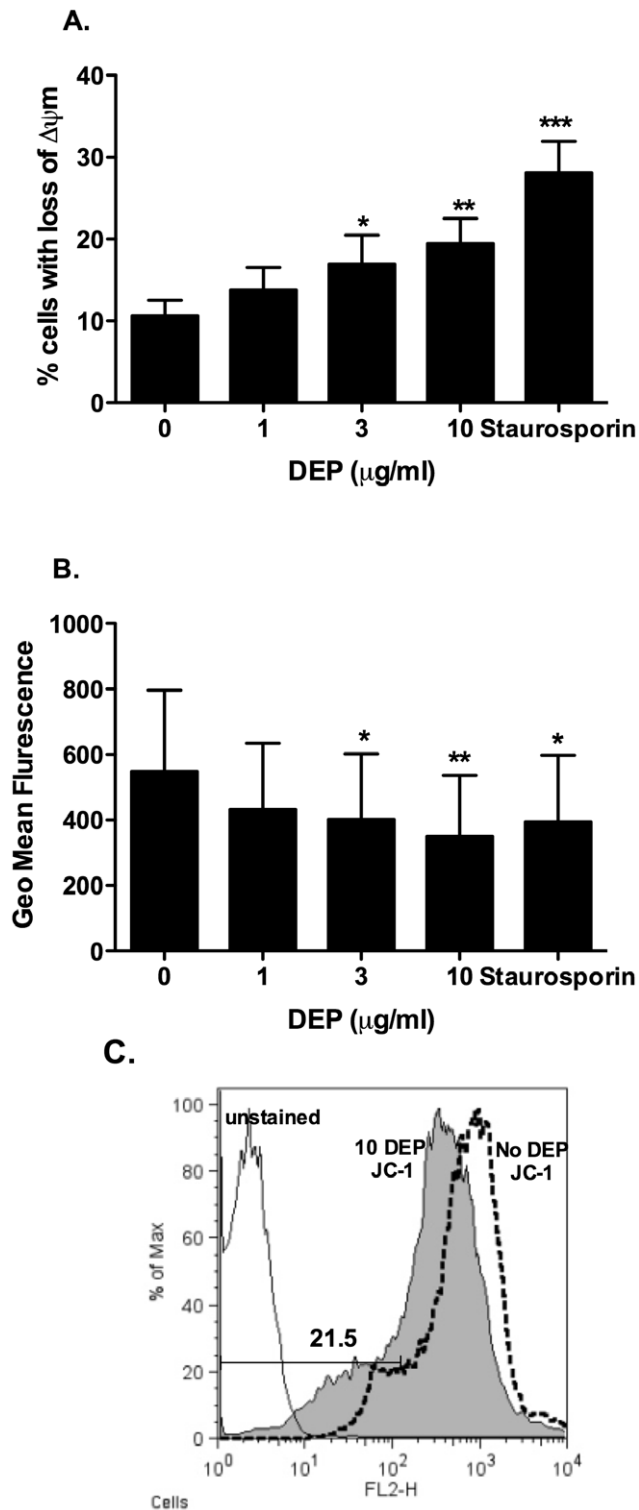 A.
% cells with loss of Δψm
40
30
20
10
0
*
**
***
0 1 3 10 Staurosporin
DEP (μg/ml)
B.
Geo Mean Flurescence
1000
800
600
400
200
0
*
**
*
0 1 3 10 Staurosporin
DEP (μg/ml)
C.
% of Max
100
80
60
40
20
0
unstained
10 DEP
JC-1
No DEP
JC-1
21.5
10⁰ 10¹ 10² 10³ 10⁴
FL2-H
Cells